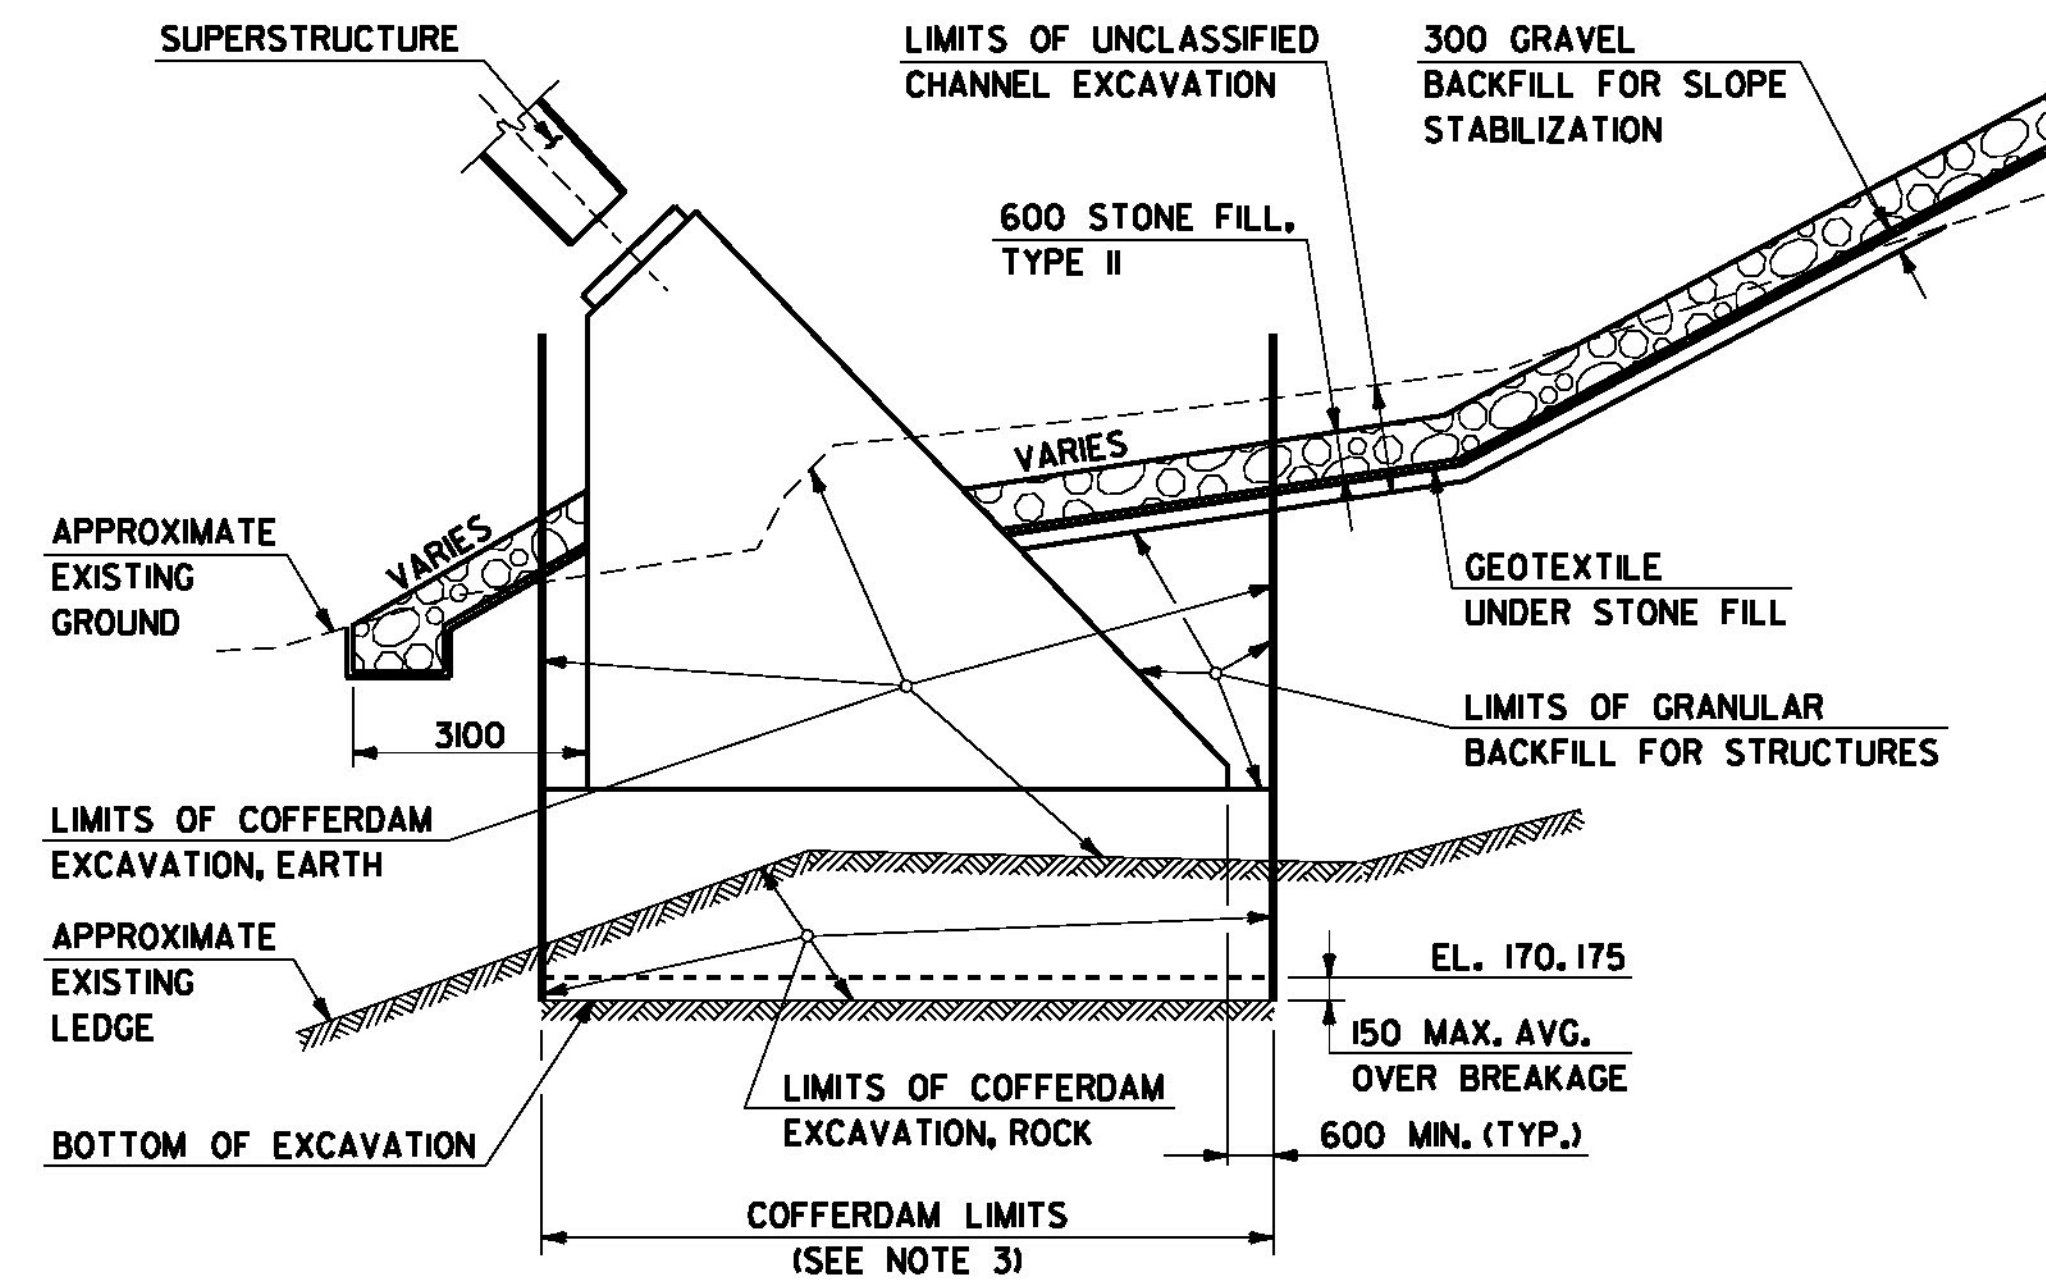 SUPERSTRUCTURE
LIMITS OF UNCLASSIFIED
CHANNEL EXCAVATION
300 GRAVEL
BACKFILL FOR SLOPE
STABILIZATION
600 STONE FILL,
TYPE II
VARIES
VARIES
APPROXIMATE
EXISTING
GROUND
GEOTEXTILE
UNDER STONE FILL
3100
LIMITS OF GRANULAR
BACKFILL FOR STRUCTURES
LIMITS OF COFFERDAM
EXCAVATION, EARTH
APPROXIMATE
EXISTING
LEDGE
EL. 170.175
150 MAX. AVG.
OVER BREAKAGE
LIMITS OF COFFERDAM
EXCAVATION, ROCK
BOTTOM OF EXCAVATION
600 MIN. (TYP.)
COFFERDAM LIMITS
(SEE NOTE 3)